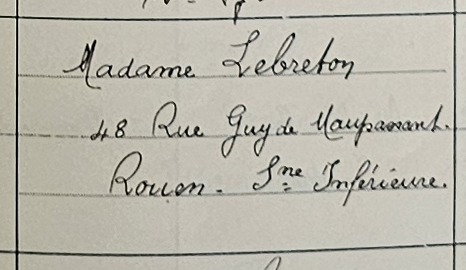 Madame Lebreton
48 Rue Guy de Maupassant.
Rouen - Sne Inférieure.